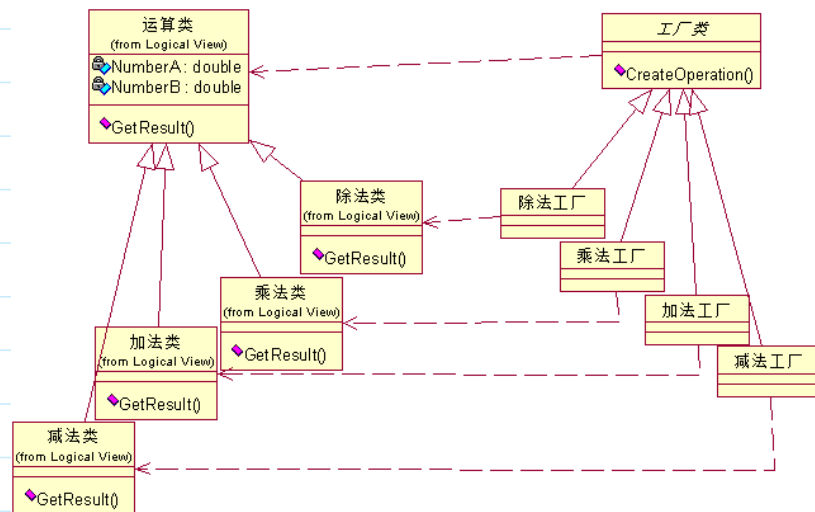 运算类
(from Logical View)
NumberA : double
NumberB : double
GetResult()
工厂类
CreateOperation()
除法类
(from Logical View)
GetResult()
除法工厂
乘法工厂
乘法类
(from Logical View)
GetResult()
加法工厂
加法类
(from Logical View)
GetResult()
减法工厂
减法类
(from Logical View)
GetResult()